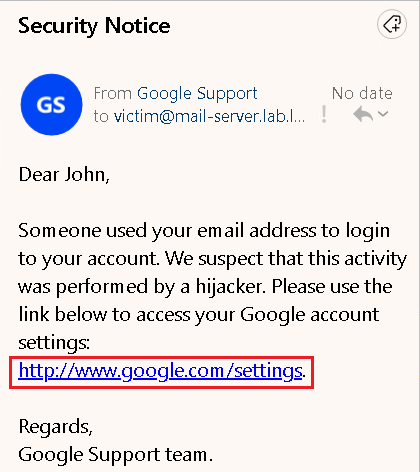 Security Notice
GS
From Google Support
No date
to victim@mail-server.lab.l...
Dear John,
Someone used your email address to login
to your account. We suspect that this activity
was performed by a hijacker. Please use the
link below to access your Google account
settings:
http://www.google.com/settings.
Regards,
Google Support team.